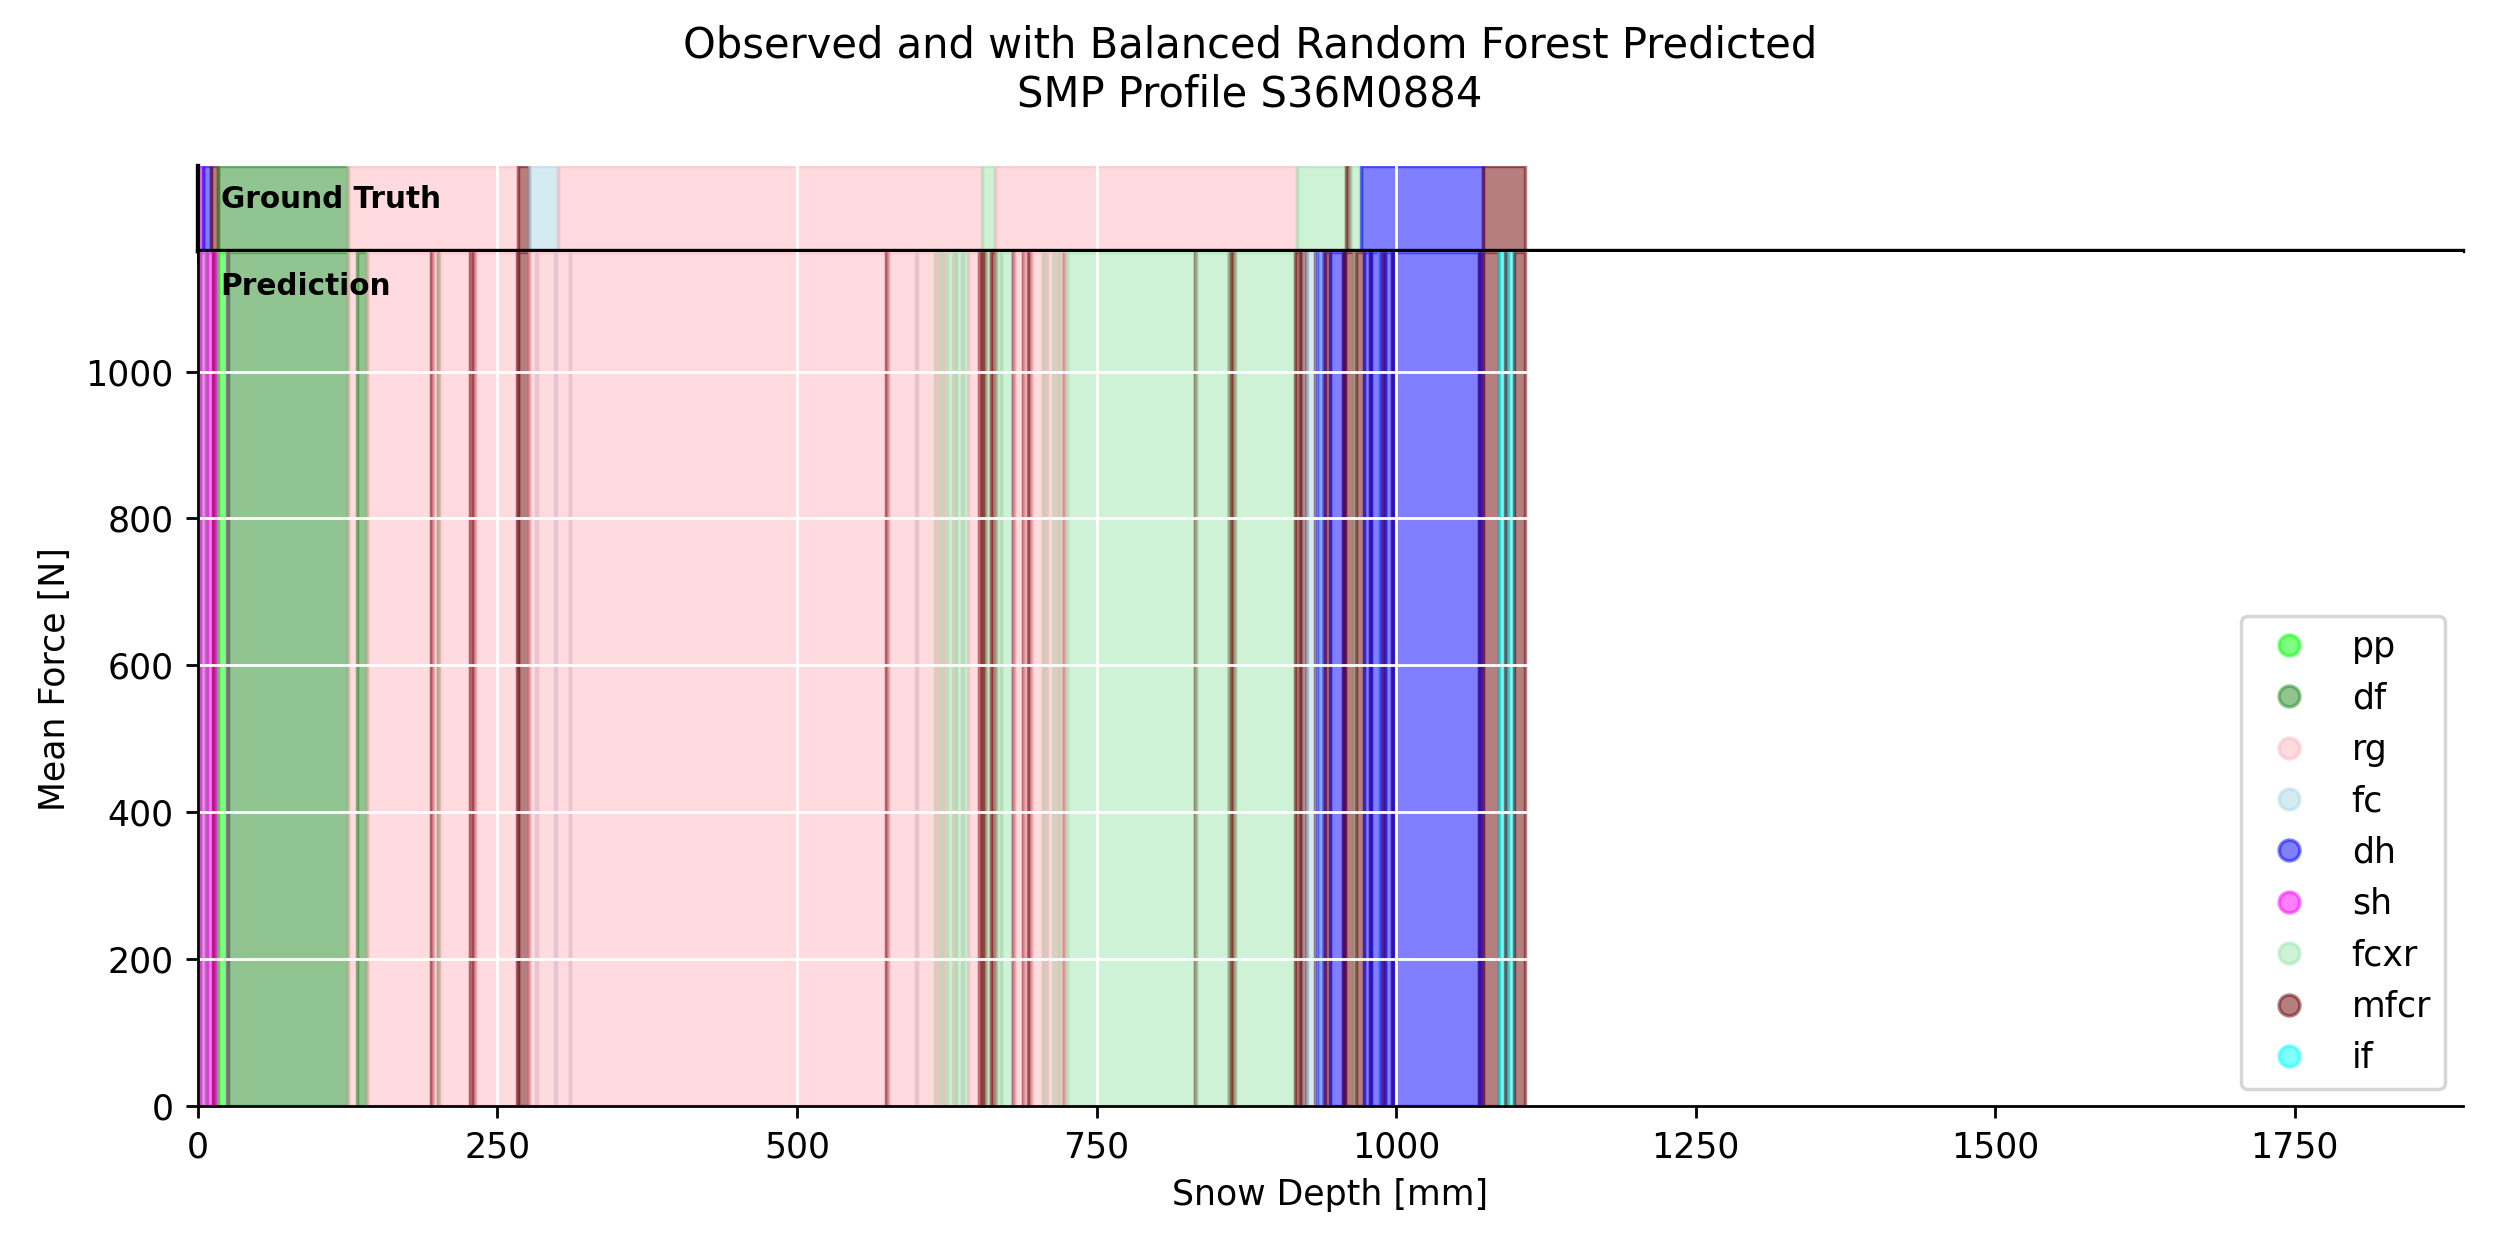 Observed and with Balanced Random Forest Predicted
SMP Profile S36M0884
Ground Truth
Prediction
1000
800
600
400
200
0
Mean Force [N]
0 250 500 750 1000 1250 1500 1750
Snow Depth [mm]
pp
df
rg
fc
dh
sh
fcxr
mfcr
if